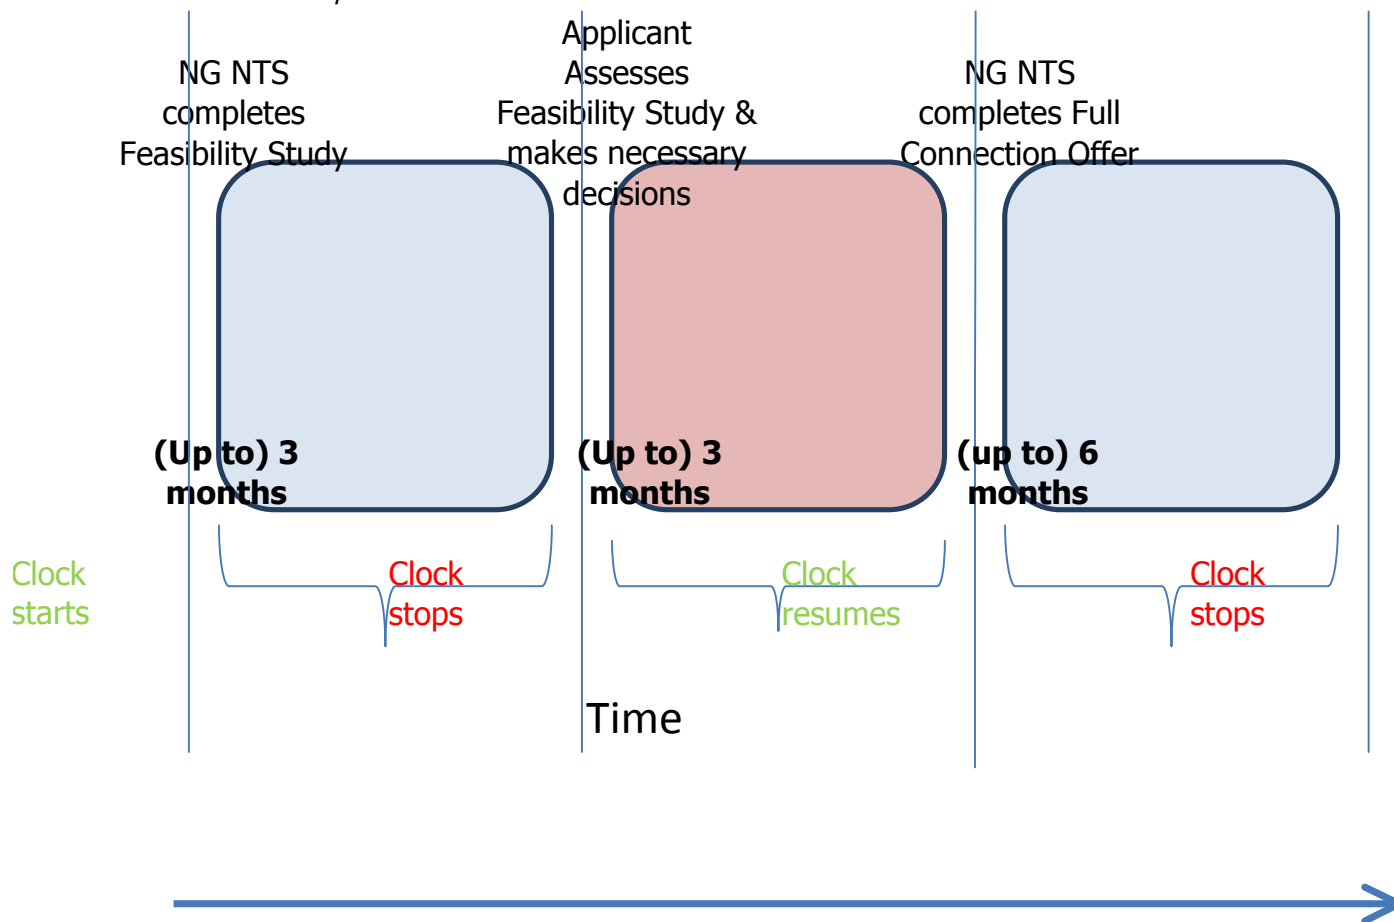 NG NTS
completes
Feasibility Study
Applicant
Assesses
Feasibility Study &
makes necessary
decisions
NG NTS
completes Full
Connection Offer
(Up to) 3
months
(Up to) 3
months
(up to) 6
months
Clock
starts
Clock
stops
Clock
resumes
Clock
stops
Time